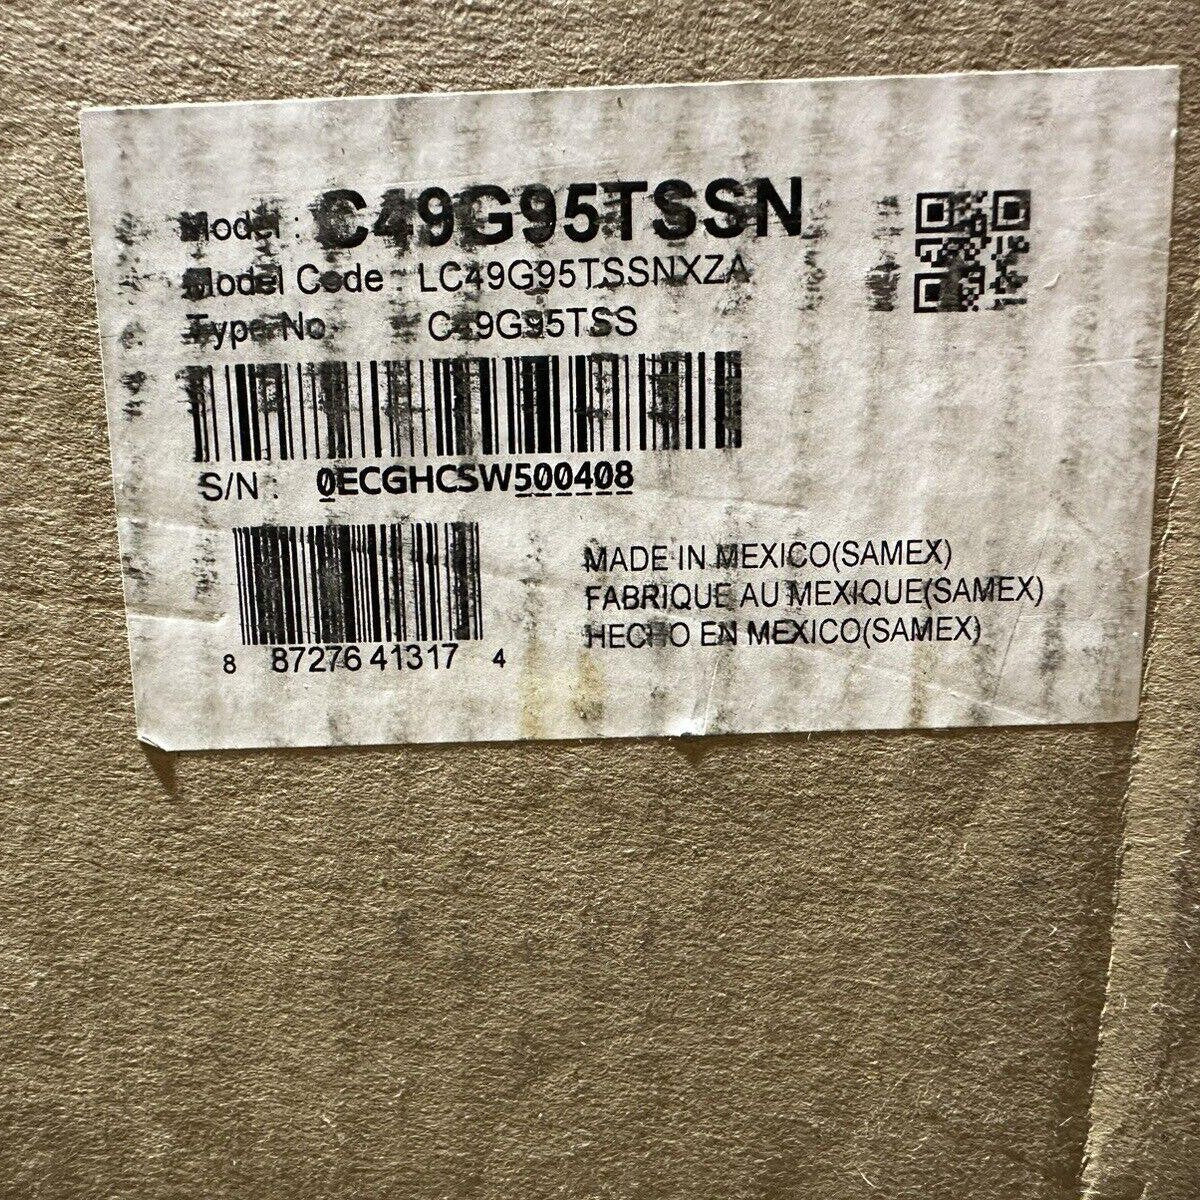 Model : C49G95TSSN
Model Code : LC49G95TSSNXZA
Type No : C49G95TSS
S/N : 0ECGHCSW500408
8 87276 41317 4
MADE IN MEXICO(SAMEX)
FABRIQUE AU MEXIQUE(SAMEX)
HECHO EN MEXICO(SAMEX)